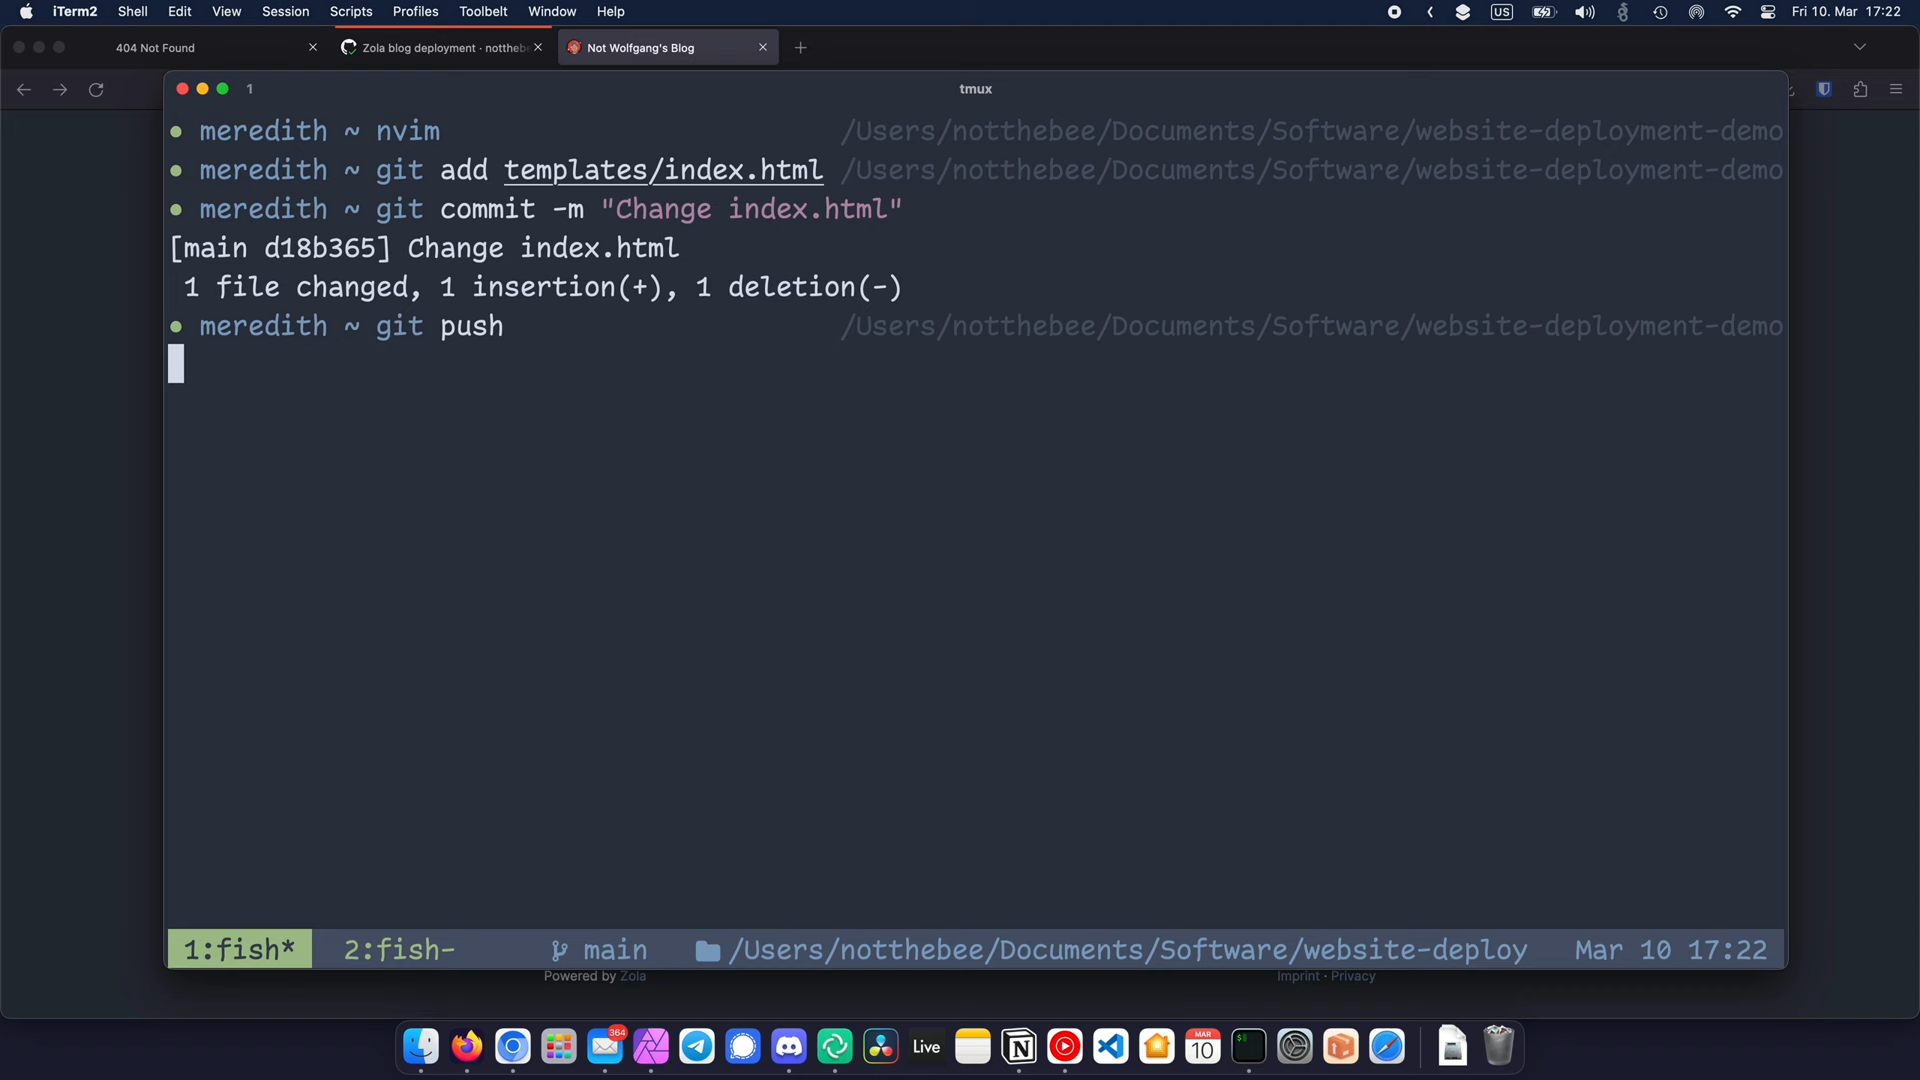 iTerm2 Shell Edit View Session Scripts Profiles Toolbelt Window Help US Fri 10. Mar 17:22
404 Not Found Zola blog deployment · nottheb Not Wolfgang's Blog
1 tmux
meredith ~ nvim /Users/notthebee/Documents/Software/website-deployment-demo
meredith ~ git add templates/index.html /Users/notthebee/Documents/Software/website-deployment-demo
meredith ~ git commit -m "Change index.html"
[main d18b365] Change index.html
1 file changed, 1 insertion(+), 1 deletion(-)
meredith ~ git push /Users/notthebee/Documents/Software/website-deployment-demo
1:fish* 2:fish- main /Users/notthebee/Documents/Software/website-deploy Mar 10 17:22
Powered by Zola Imprint · Privacy
364 Live MAR 10 $